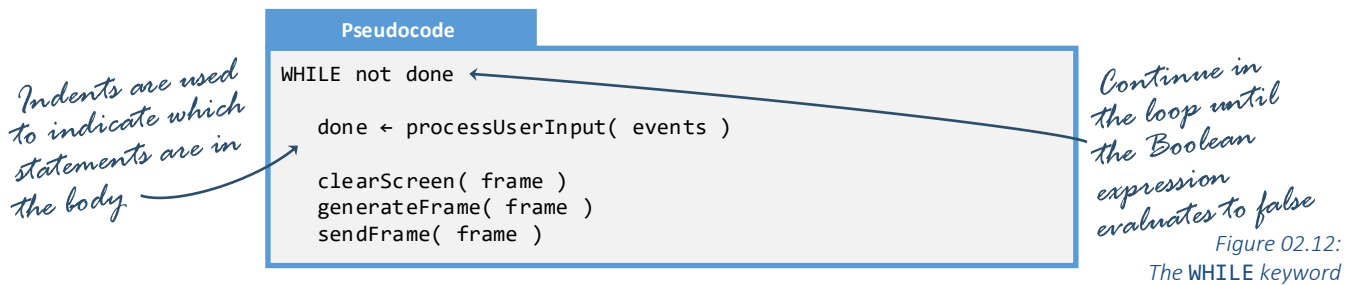 Pseudocode
Indents are used
to indicate which
statements are in
the body
WHILE not done
done ← processUserInput( events )
clearScreen( frame )
generateFrame( frame )
sendFrame( frame )
Continue in
the loop until
the Boolean
expression
evaluates to false
Figure 02.12:
The WHILE keyword